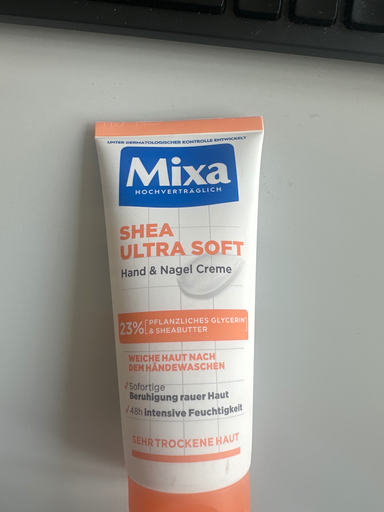 UNTER DERMATOLOGISCHER KONTROLLE ENTWICKELT
Mixa
HOCHVERTRÄGLICH
SHEA
ULTRA SOFT
Hand & Nagel Creme
23% [PFLANZLICHES GLYCERIN
& SHEABUTTER
WEICHE HAUT NACH
DEM HÄNDEWASCHEN
√Sofortige
Beruhigung rauer Haut
√48h intensive Feuchtigkeit
SEHR TROCKENE HAUT